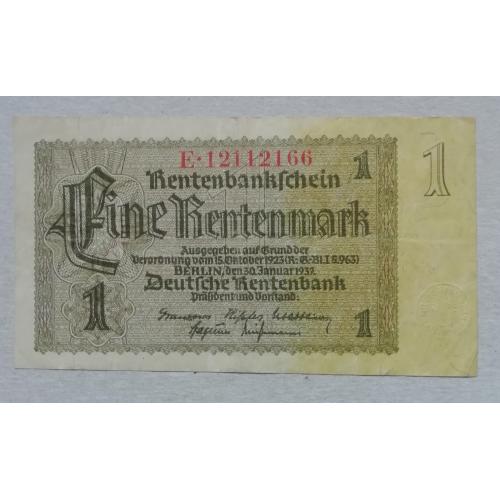 E·12112166
Rentenbankschein
1
1
Eine Rentenmark
Ausgegeben auf Grund der
Verordnung vom 15. Oktober 1923 (R.-G.-Bl. I S. 963)
BERLIN, den 30. Januar 1937.
Deutsche Rentenbank
Präsident und Vorstand:
1
1